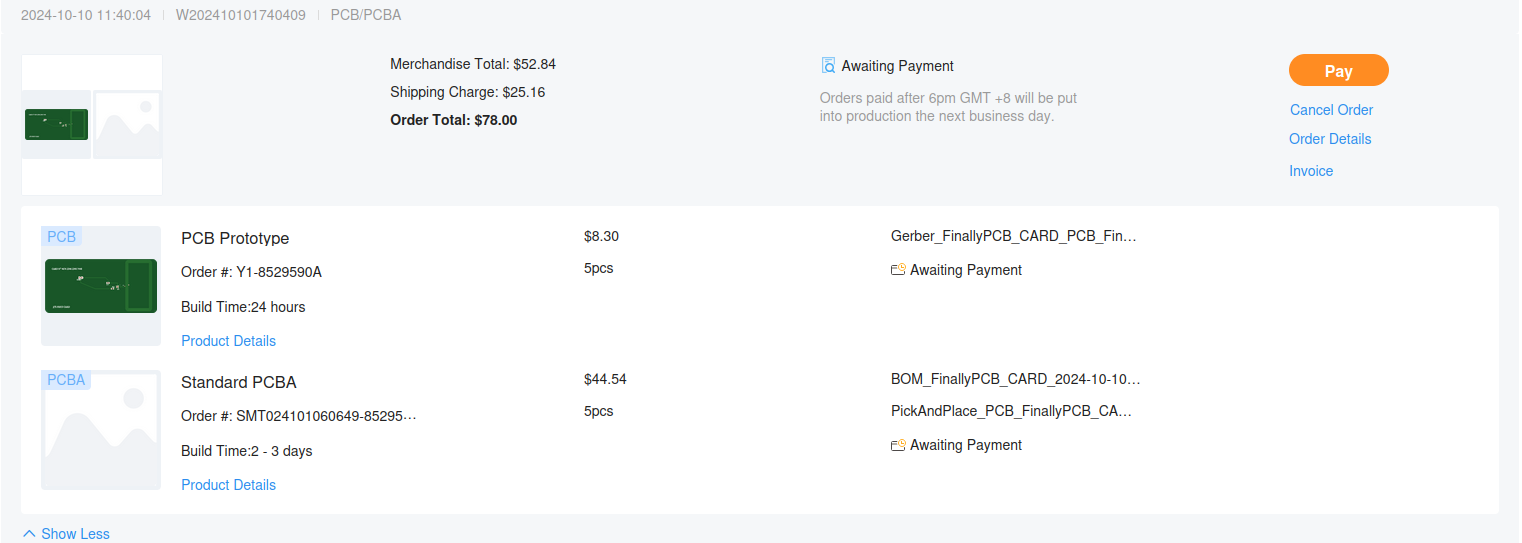 2024-10-10 11:40:04 W202410101740409 PCB/PCBA
Merchandise Total: $52.84
Shipping Charge: $25.16
Order Total: $78.00
Awaiting Payment
Orders paid after 6pm GMT +8 will be put
into production the next business day.
Pay
Cancel Order
Order Details
Invoice
PCB
PCB Prototype
Order #: Y1-8529590A
Build Time:24 hours
Product Details
$8.30
5pcs
Gerber_FinallyPCB_CARD_PCB_Fin…
Awaiting Payment
PCBA
Standard PCBA
Order #: SMT024101060649-85295…
Build Time:2 - 3 days
Product Details
$44.54
5pcs
BOM_FinallyPCB_CARD_2024-10-10…
PickAndPlace_PCB_FinallyPCB_CA…
Awaiting Payment
Show Less